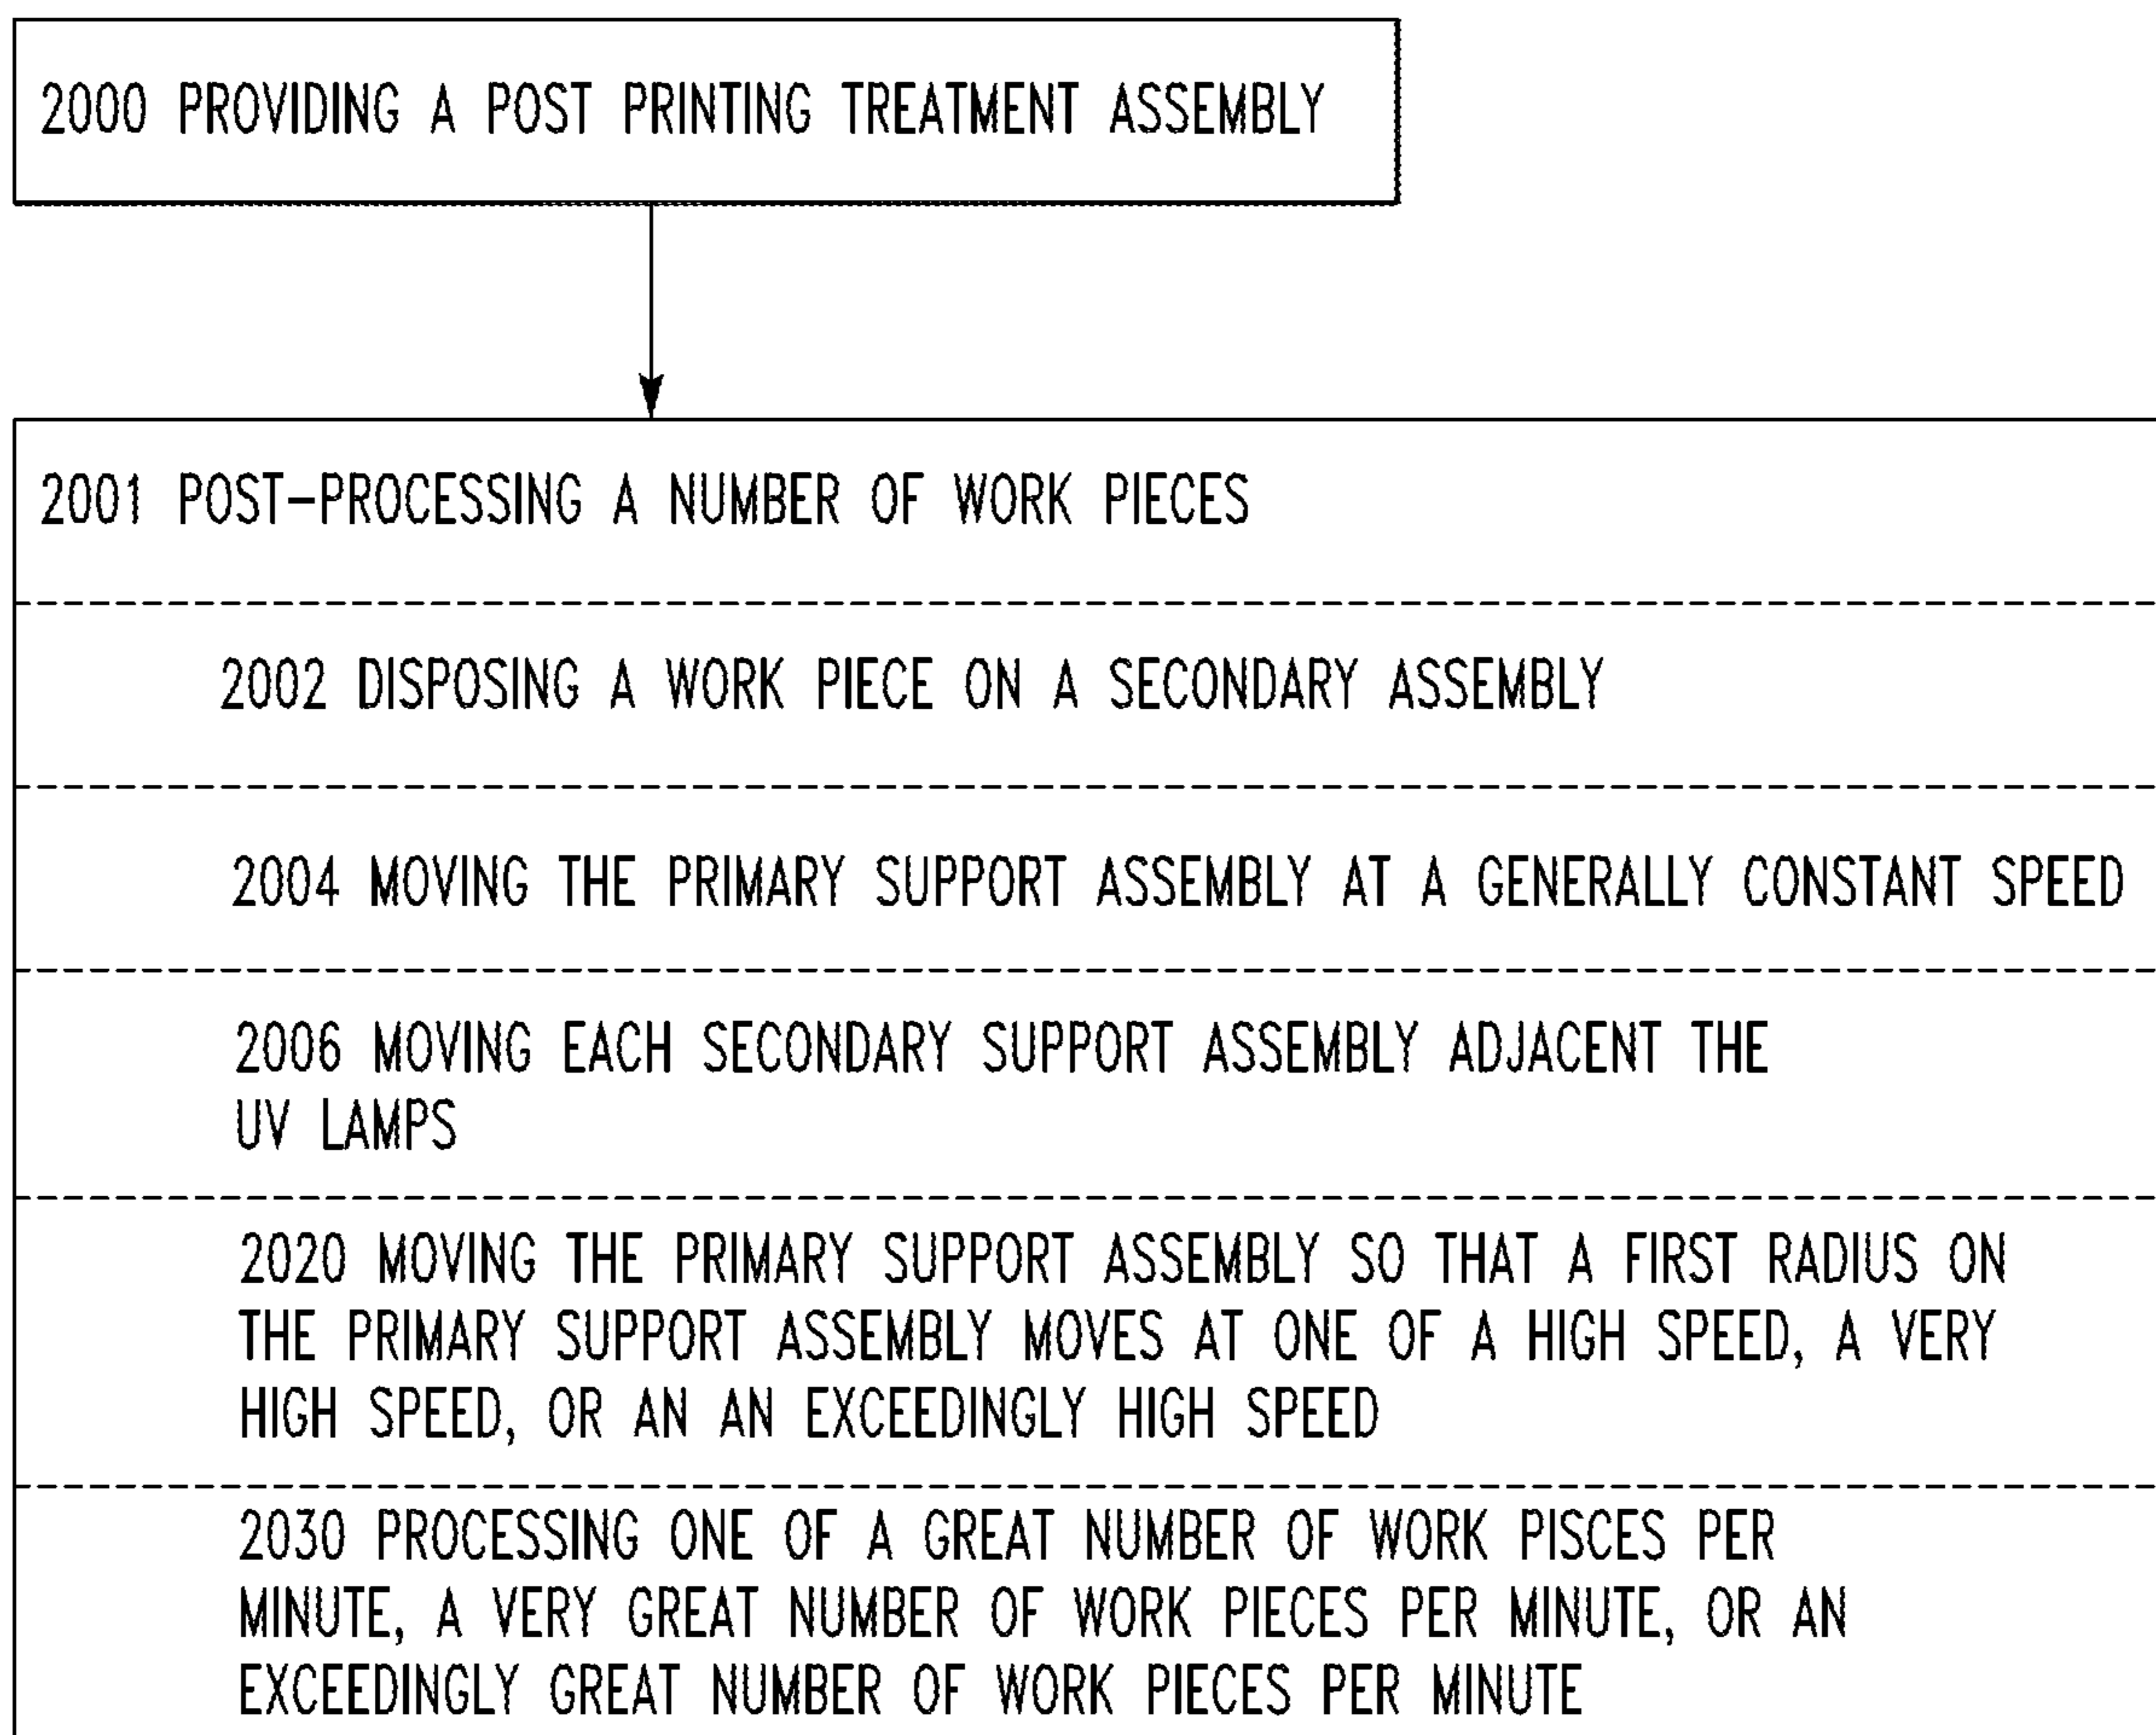 2000 PROVIDING A POST PRINTING TREATMENT ASSEMBLY
2001 POST-PROCESSING A NUMBER OF WORK PIECES
2002 DISPOSING A WORK PIECE ON A SECONDARY ASSEMBLY
2004 MOVING THE PRIMARY SUPPORT ASSEMBLY AT A GENERALLY CONSTANT SPEED
2006 MOVING EACH SECONDARY SUPPORT ASSEMBLY ADJACENT THE
UV LAMPS
2020 MOVING THE PRIMARY SUPPORT ASSEMBLY SO THAT A FIRST RADIUS ON
THE PRIMARY SUPPORT ASSEMBLY MOVES AT ONE OF A HIGH SPEED, A VERY
HIGH SPEED, OR AN AN EXCEEDINGLY HIGH SPEED
2030 PROCESSING ONE OF A GREAT NUMBER OF WORK PISCES PER
MINUTE, A VERY GREAT NUMBER OF WORK PIECES PER MINUTE, OR AN
EXCEEDINGLY GREAT NUMBER OF WORK PIECES PER MINUTE